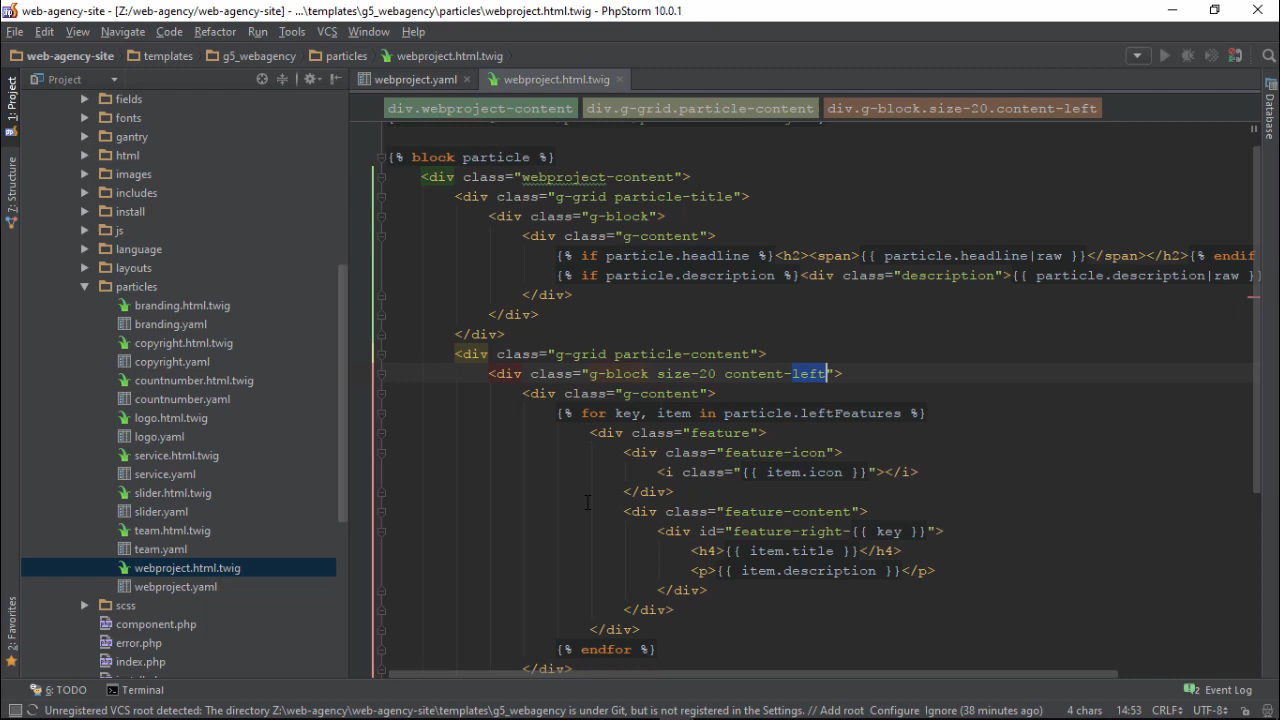 web-agency-site - [Z:/web-agency/web-agency-site] - ...\templates\g5_webagency\particles\webproject.html.twig - PhpStorm 10.0.1
File Edit View Navigate Code Refactor Run Tools VCS Window Help
web-agency-site templates g5_webagency particles webproject.html.twig
1: Project
7: Structure
2: Favorites
Database
Project
fields
fonts
gantry
html
images
includes
install
js
language
layouts
particles
branding.html.twig
branding.yaml
copyright.html.twig
copyright.yaml
countnumber.html.twig
countnumber.yaml
logo.html.twig
logo.yaml
service.html.twig
service.yaml
slider.html.twig
slider.yaml
team.html.twig
team.yaml
webproject.html.twig
webproject.yaml
scss
component.php
error.php
index.php
webproject.yaml webproject.html.twig
div.webproject-content div.g-grid.particle-content div.g-block.size-20.content-left
{% block particle %}
<div class="webproject-content">
<div class="g-grid particle-title">
<div class="g-block">
<div class="g-content">
{% if particle.headline %}<h2><span>{{ particle.headline|raw }}</span></h2>{% endif
{% if particle.description %}<div class="description">{{ particle.description|raw }
</div>
</div>
</div>
<div class="g-grid particle-content">
<div class="g-block size-20 content-left">
<div class="g-content">
{% for key, item in particle.leftFeatures %}
<div class="feature">
<div class="feature-icon">
<i class="{{ item.icon }}"></i>
</div>
<div class="feature-content">
<div id="feature-right-{{ key }}">
<h4>{{ item.title }}</h4>
<p>{{ item.description }}</p>
</div>
</div>
</div>
{% endfor %}
</div>
6: TODO Terminal 2 Event Log
Unregistered VCS root detected: The directory Z:\web-agency\web-agency-site\templates\g5_webagency is under Git, but is not registered in the Settings. // Add root Configure Ignore (38 minutes ago) 4 chars 14:53 CRLF÷ UTF-8÷